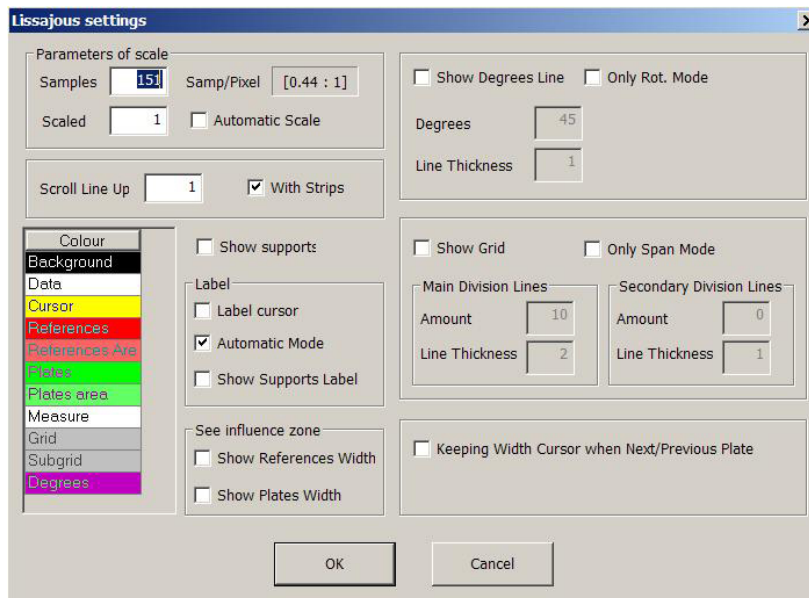 Lissajous settings
Parameters of scale
Samples 151 Samp/Pixel [0.44 : 1]
Scaled 1 Automatic Scale
Scroll Line Up 1 With Strips
Colour
Background
Data
Cursor
References
References Are
Plates
Plates area
Measure
Grid
Subgrid
Degrees
Show supports
Label
Label cursor
Automatic Mode
Show Supports Label
See influence zone
Show References Width
Show Plates Width
Show Degrees Line Only Rot. Mode
Degrees 45
Line Thickness 1
Show Grid Only Span Mode
Main Division Lines
Amount 10
Line Thickness 2
Secondary Division Lines
Amount 0
Line Thickness 1
Keeping Width Cursor when Next/Previous Plate
OK Cancel